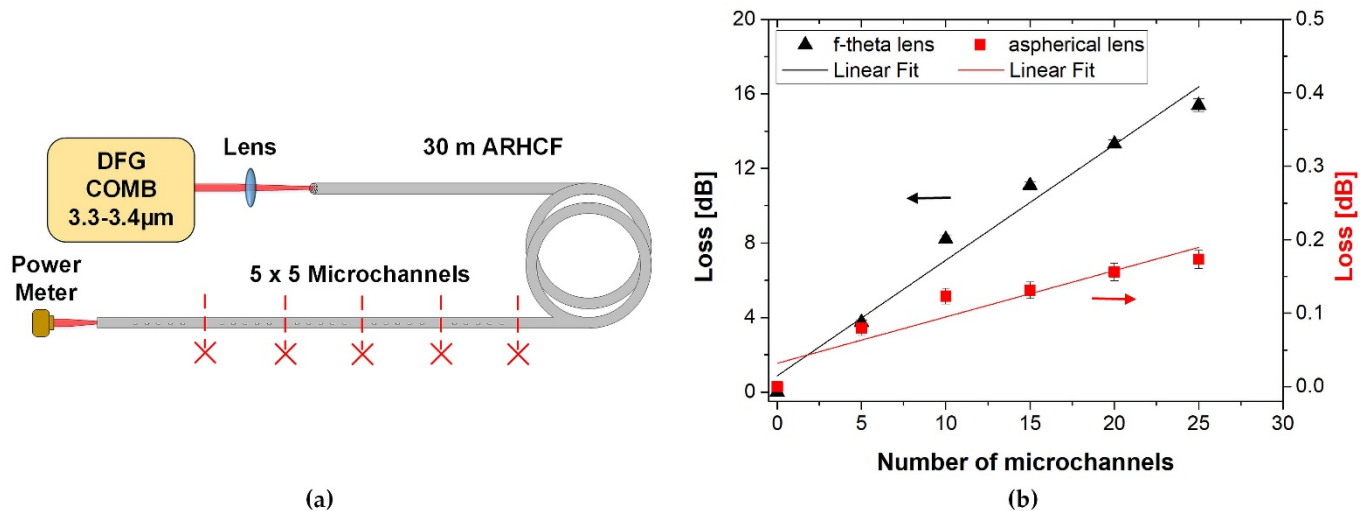 DFG
COMB
3.3-3.4µm
Lens
30 m ARHCF
Power
Meter
5 x 5 Microchannels
(a)
f-theta lens
aspherical lens
Linear Fit
Linear Fit
Loss [dB]
20
16
12
8
4
0
0.5
0.4
0.3
0.2
0.1
0.0
Loss [dB]
0 5 10 15 20 25 30
Number of microchannels
(b)